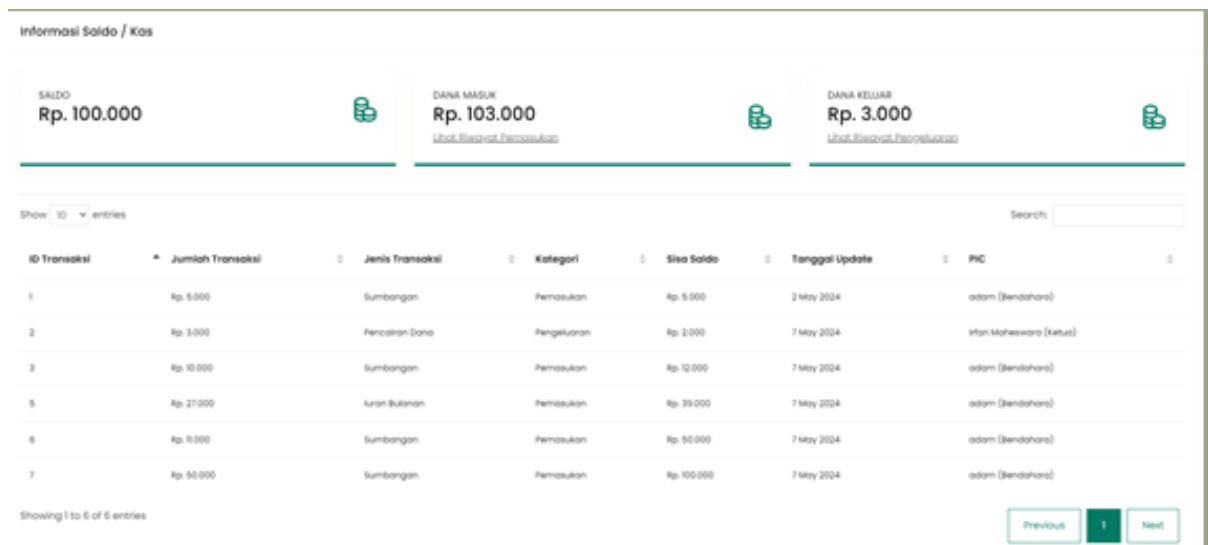 Informasi Saldo / Kas
SALDO
Rp. 100.000
DANA MASUK
Rp. 103.000
Lihat Riwayat Pemasukan
DANA KELUAR
Rp. 3.000
Lihat Riwayat Pengeluaran
Show 10 entries
Search:
ID Transaksi Jumlah Transaksi Jenis Transaksi Kategori Sisa Saldo Tanggal Update PIC
1 Rp. 5.000 Sumbangan Pemasukan Rp. 5.000 2 May 2024 adam (Bendahara)
2 Rp. 3.000 Pencairan Dana Pengeluaran Rp. 2.000 7 May 2024 Irfan Maheswara (Ketua)
3 Rp. 10.000 Sumbangan Pemasukan Rp. 12.000 7 May 2024 adam (Bendahara)
5 Rp. 27.000 Iuran Bulanan Pemasukan Rp. 39.000 7 May 2024 adam (Bendahara)
6 Rp. 11.000 Sumbangan Pemasukan Rp. 50.000 7 May 2024 adam (Bendahara)
7 Rp. 50.000 Sumbangan Pemasukan Rp. 100.000 7 May 2024 adam (Bendahara)
Showing 1 to 6 of 6 entries
Previous 1 Next